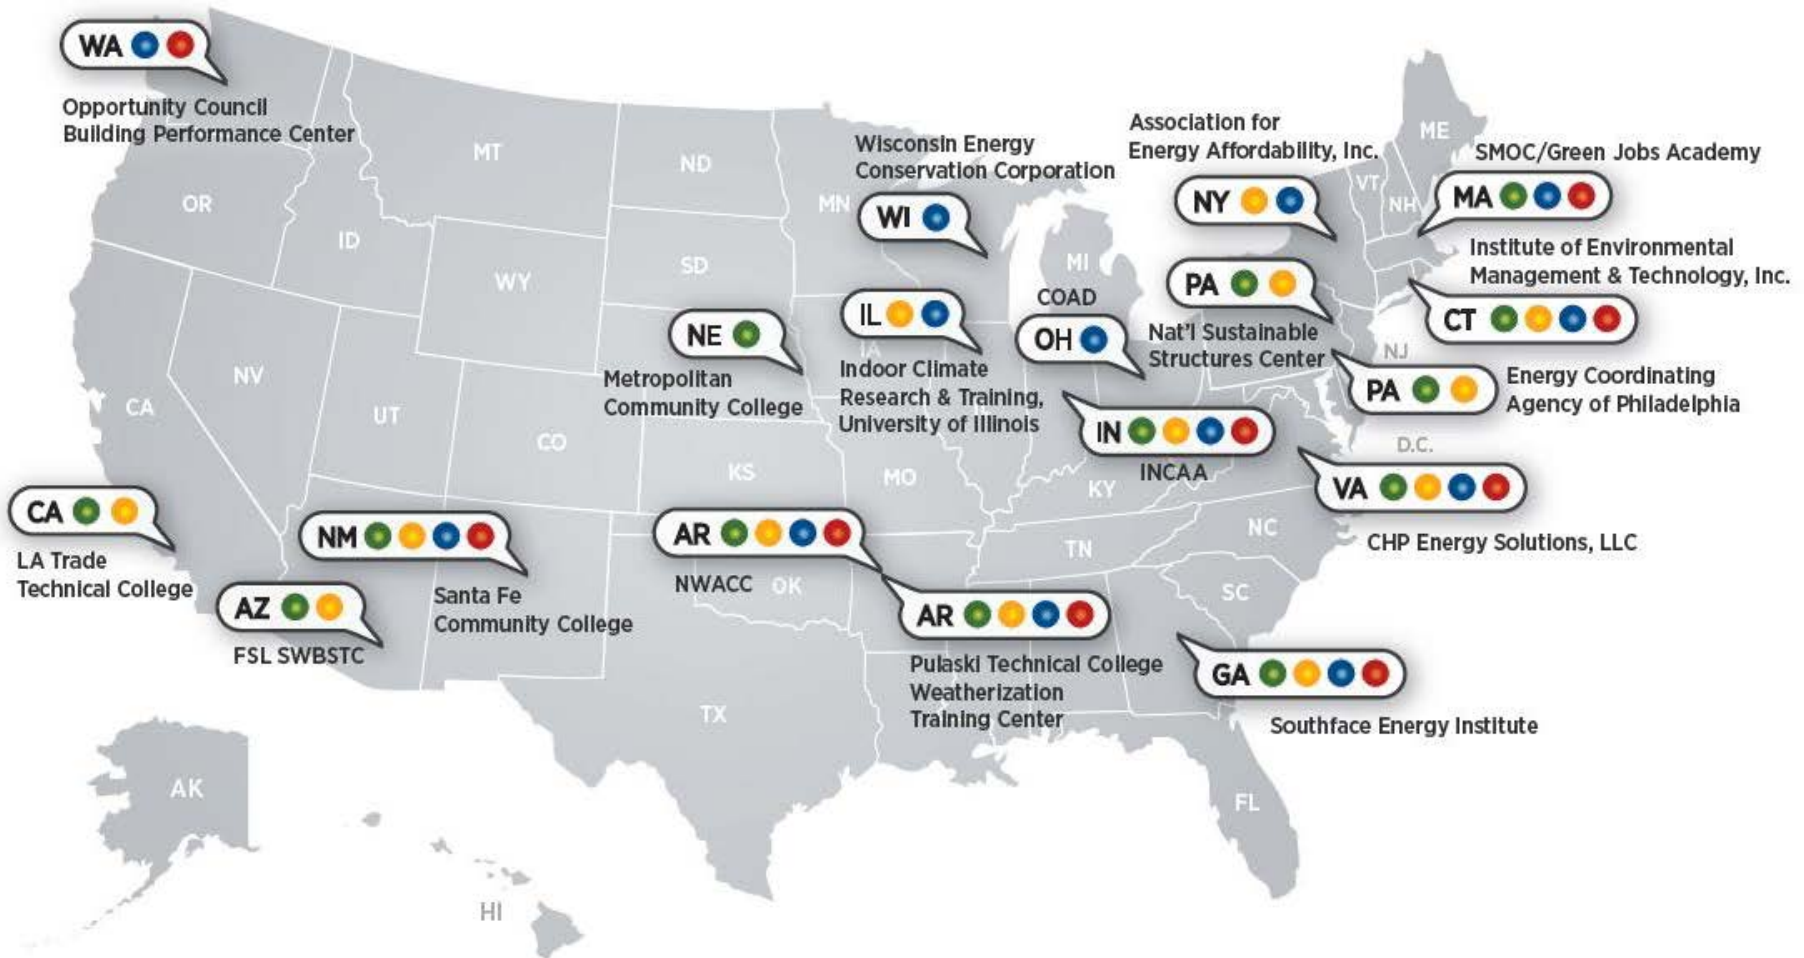 WA
Opportunity Council
Building Performance Center
OR
CA
MT
ID
WY
NV
UT
CO
ND
SD
MN
NE
Metropolitan
Community College
KS
MO
OK
TX
Wisconsin Energy
Conservation Corporation
WI
IL
IA
Indoor Climate
Research & Training,
University of Illinois
MI
COAD
OH
Association for
Energy Affordability, Inc.
NY
VT
NH
ME
SMOC/Green Jobs Academy
MA
Institute of Environmental
Management & Technology, Inc.
CT
PA
Nat'l Sustainable
Structures Center
NJ
PA
Energy Coordinating
Agency of Philadelphia
D.C.
IN
INCAA
KY
VA
CHP Energy Solutions, LLC
NC
TN
SC
CA
LA Trade
Technical College
NM
Santa Fe
Community College
AZ
FSL SWBSTC
AR
NWACC
AR
Pulaski Technical College
Weatherization
Training Center
GA
Southface Energy Institute
FL
AK
HI